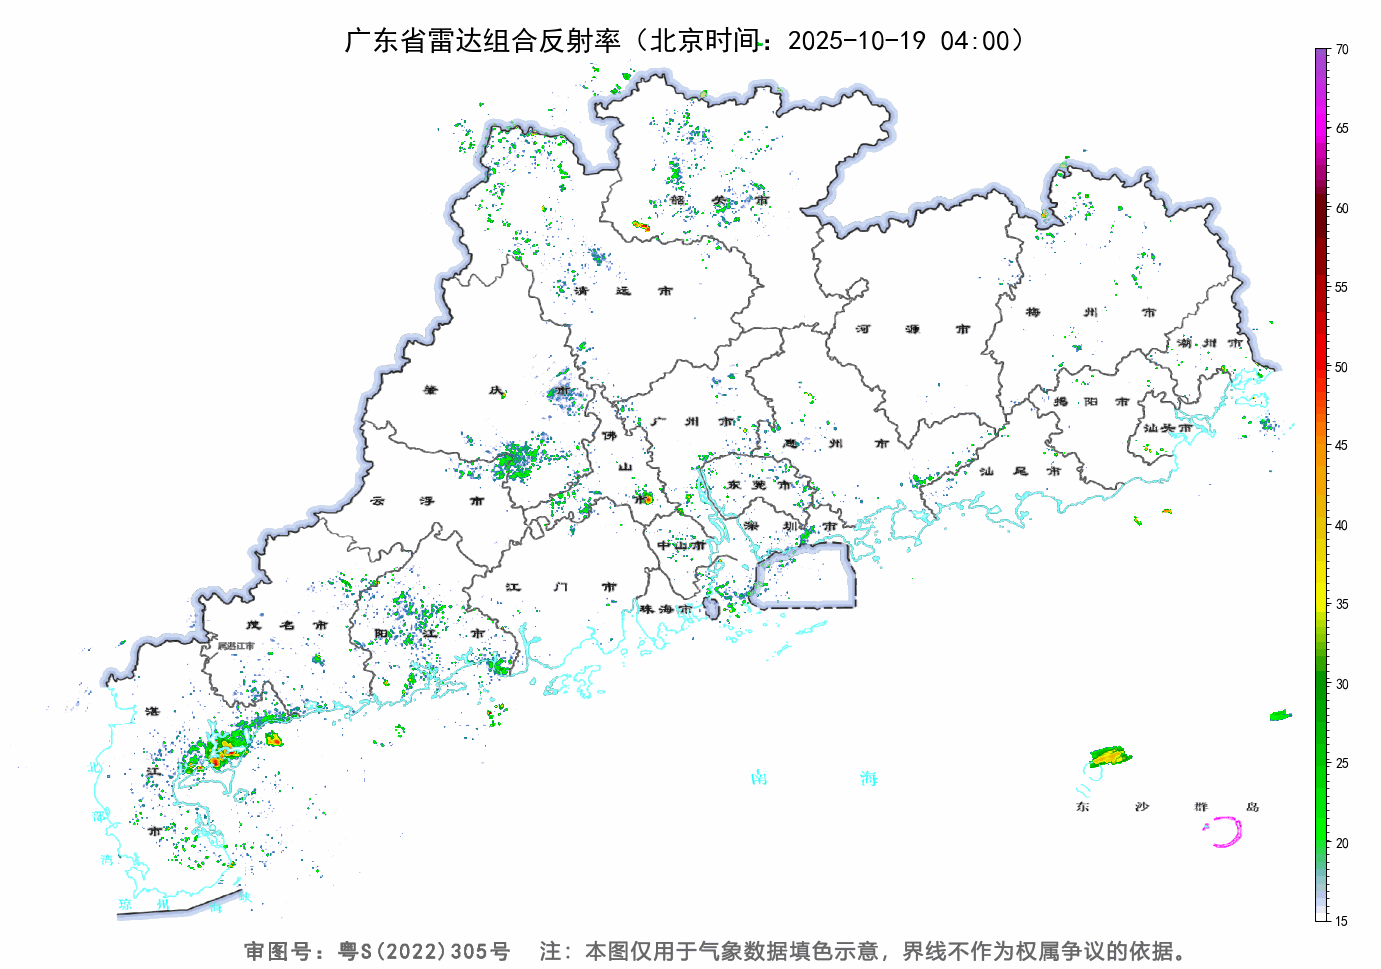 广东省雷达组合反射率（北京时间：2025-10-19 04:00）
70
65
60
55
50
45
40
35
30
25
20
15
韶关市
清远市
河源市
梅州市
潮州市
肇庆市
广州市
揭阳市
汕头市
佛山市
惠州市
汕尾市
云浮市
东莞市
深圳市
中山市
江门市
珠海市
茂名市
属湛江市
阳江市
湛江市
北部湾
南海
东沙群岛
琼州海峡
审图号：粤S(2022)305号 注：本图仅用于气象数据填色示意，界线不作为权属争议的依据。